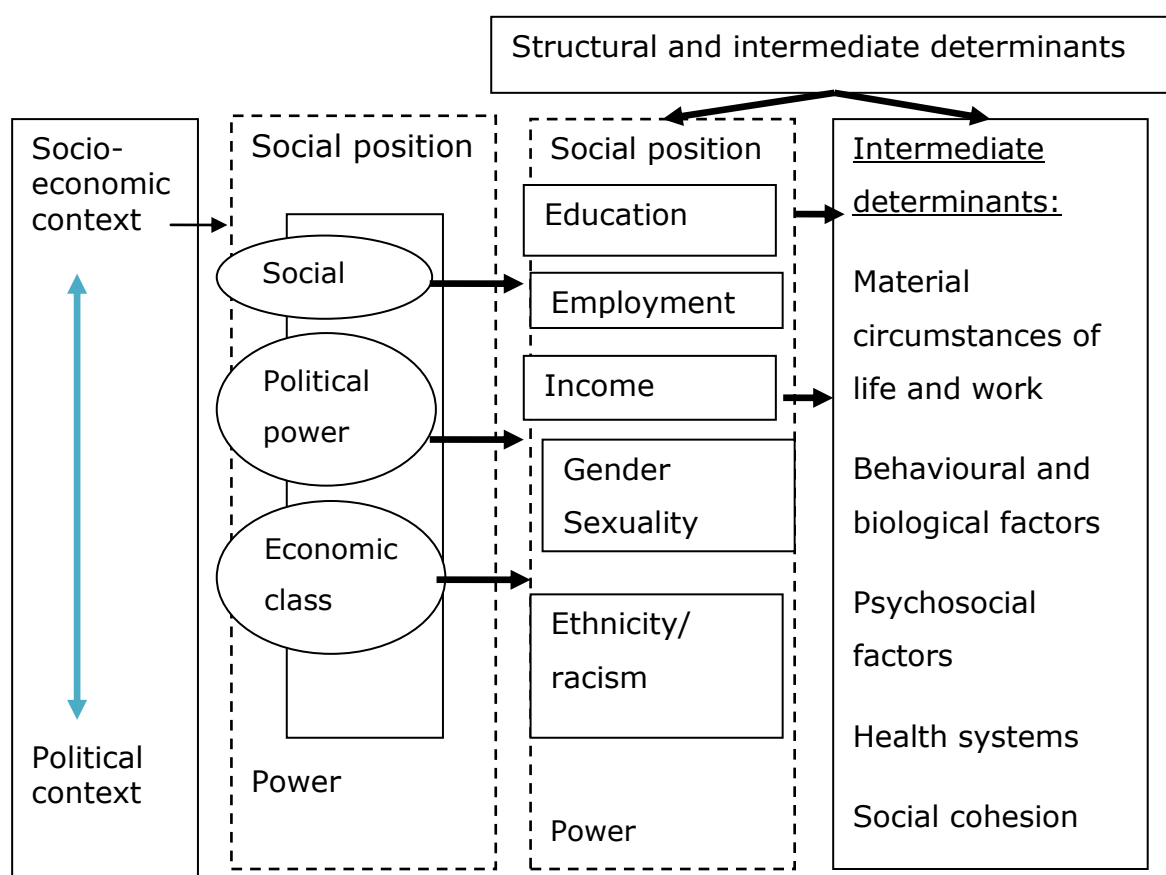 Structural and intermediate determinants
Socio-
economic
context
Political
context
Social position
Social
Political
power
Economic
class
Power
Social position
Education
Employment
Income
Gender
Sexuality
Ethnicity/
racism
Power
Intermediate
determinants:
Material
circumstances of
life and work
Behavioural and
biological factors
Psychosocial
factors
Health systems
Social cohesion